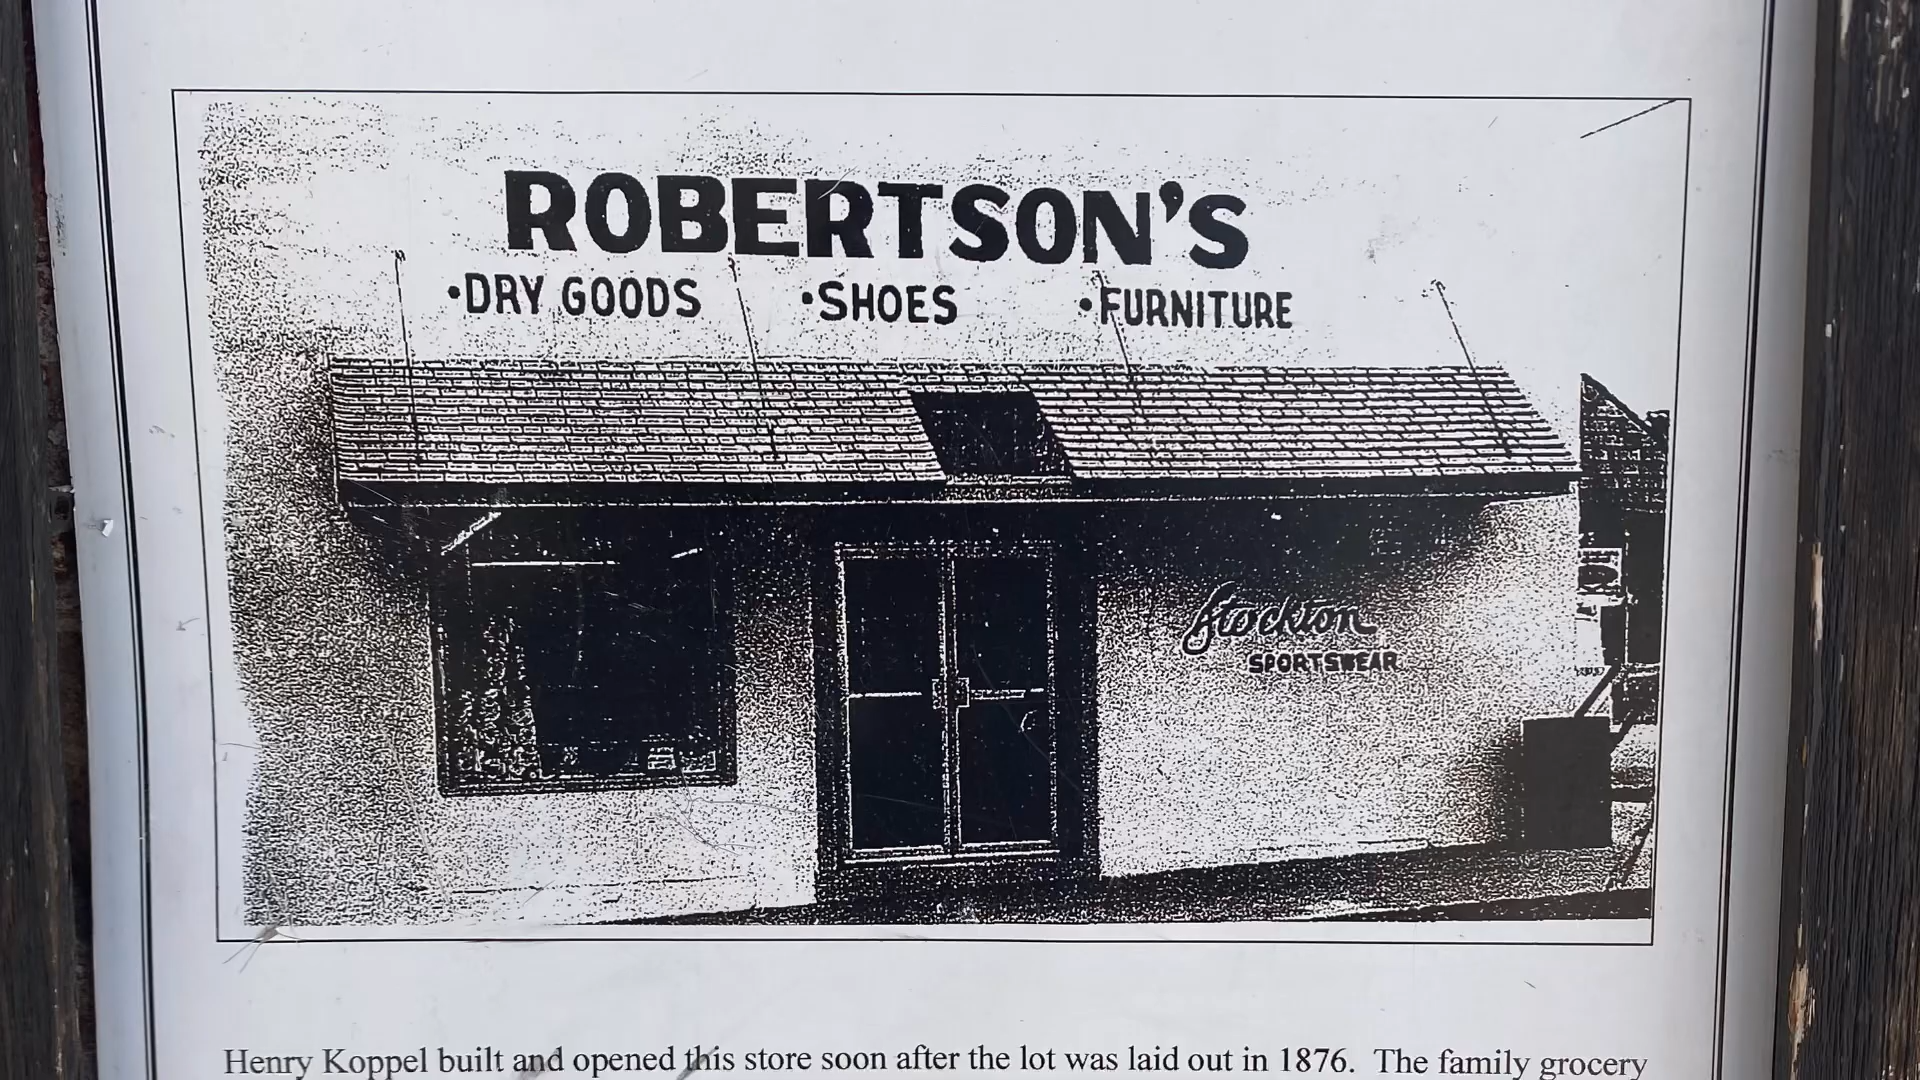 ROBERTSON'S
•DRY GOODS •SHOES •FURNITURE
Stockton
SPORTSWEAR
Henry Koppel built and opened this store soon after the lot was laid out in 1876. The family grocery